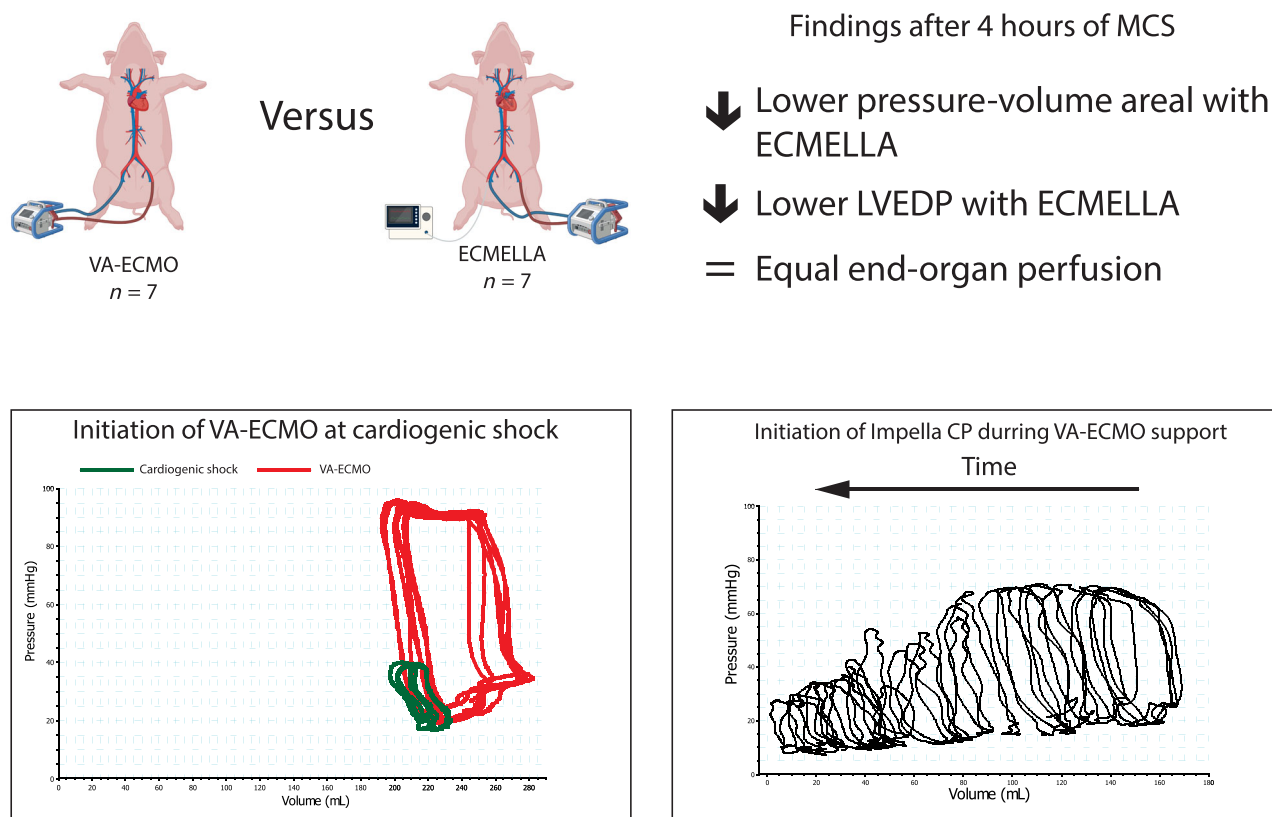 Versus
VA-ECMO
n = 7
ECMELLA
n = 7
Findings after 4 hours of MCS
Lower pressure-volume areal with
ECMELLA
Lower LVEDP with ECMELLA
= Equal end-organ perfusion
Initiation of VA-ECMO at cardiogenic shock
Cardiogenic shock VA-ECMO
100
80
60
40
20
0
Pressure (mmHg)
0 20 40 60 80 100 120 140 160 180 200 220 240 260 280
Volume (mL)
Initiation of Impella CP durring VA-ECMO support
Time
100
80
60
40
20
0
Pressure (mmHg)
0 20 40 60 80 100 120 140 160 180
Volume (mL)